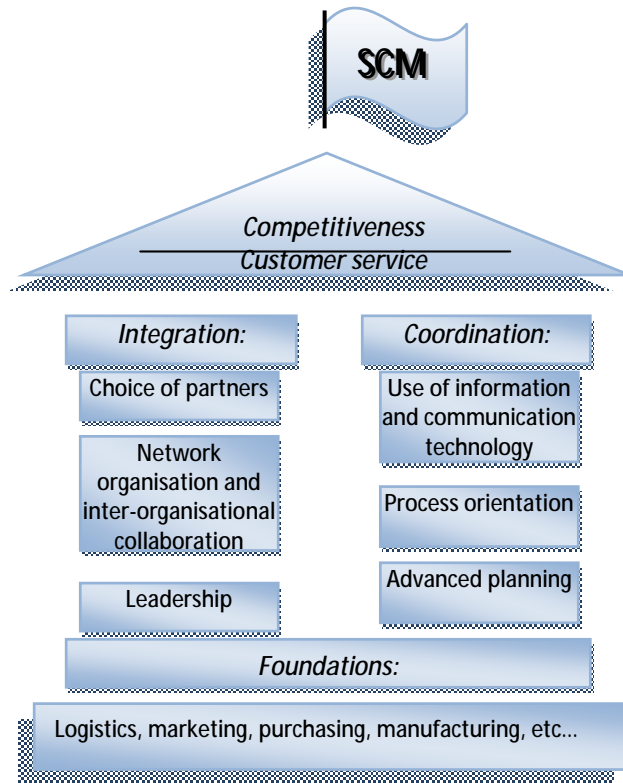 SCM
Competitiveness
Customer service
Integration:
Choice of partners
Network
organisation and
inter-organisational
collaboration
Leadership
Coordination:
Use of information
and communication
technology
Process orientation
Advanced planning
Foundations:
Logistics, marketing, purchasing, manufacturing, etc...